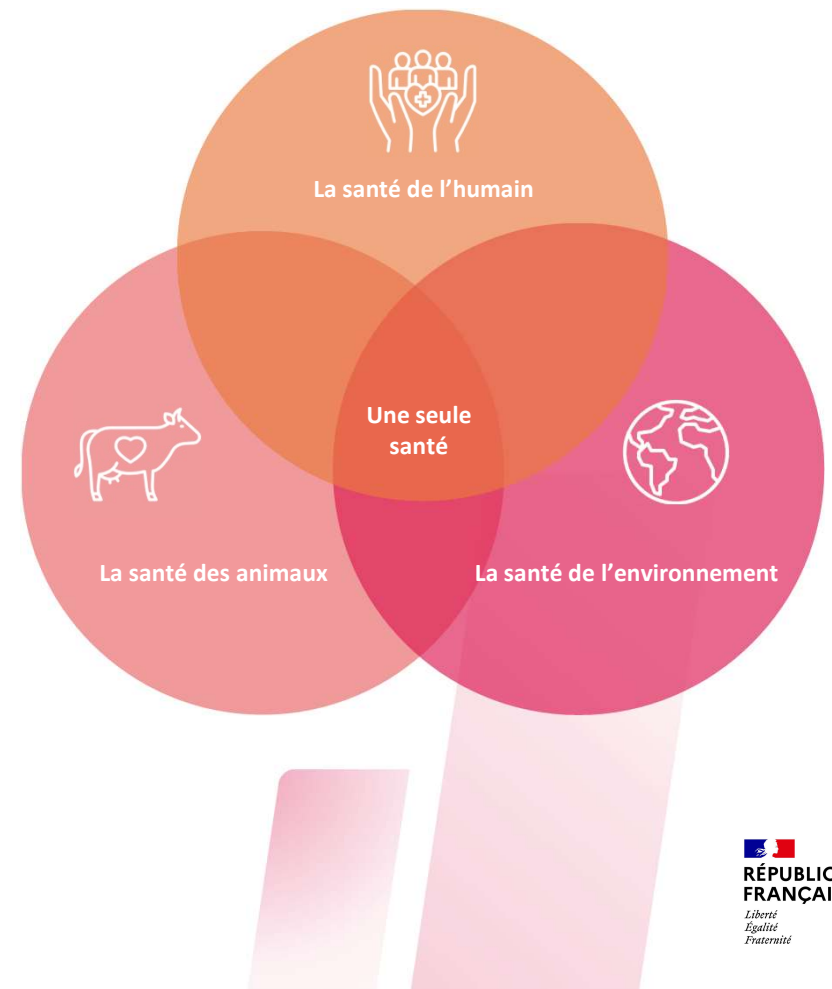 La santé de l’humain
Une seule
santé
La santé des animaux
La santé de l’environnement
RÉPUBLIQ
FRANÇAI
Liberté
Égalité
Fraternité